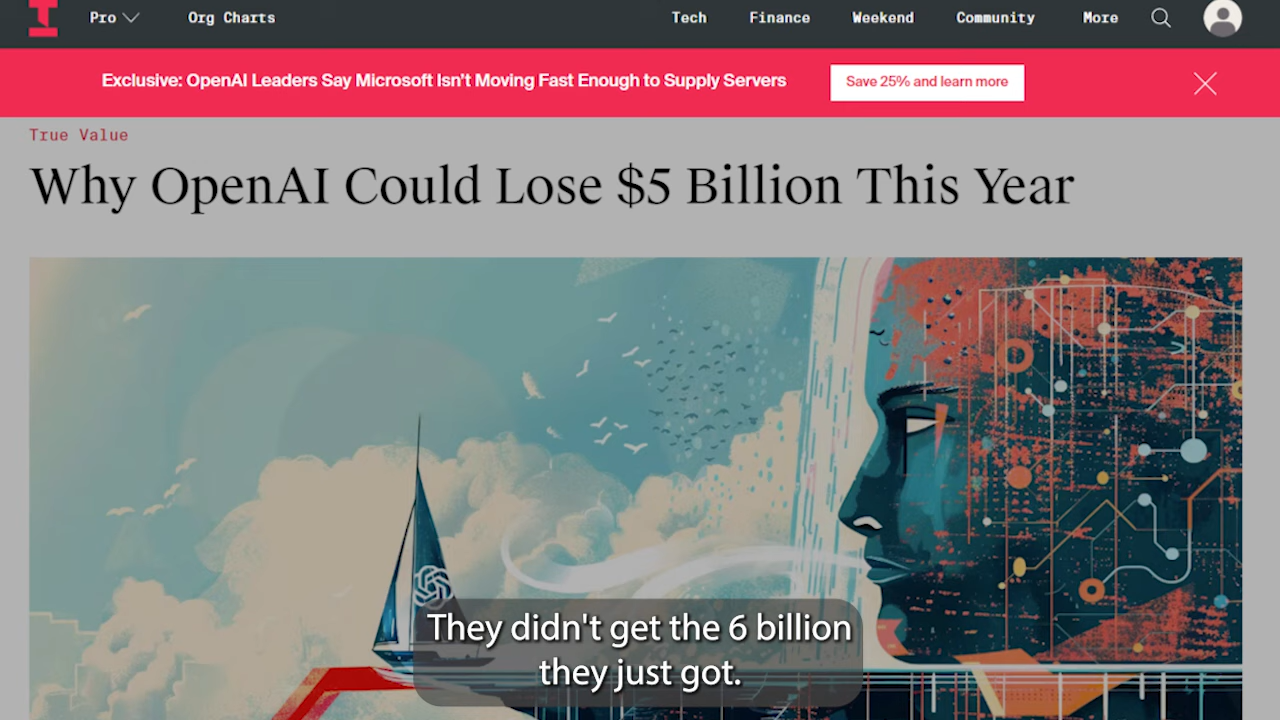 Pro
Org Charts
Tech
Finance
Weekend
Community
More
Exclusive: OpenAI Leaders Say Microsoft Isn't Moving Fast Enough to Supply Servers
Save 25% and learn more
True Value
Why OpenAI Could Lose $5 Billion This Year
They didn't get the 6 billion
they just got.